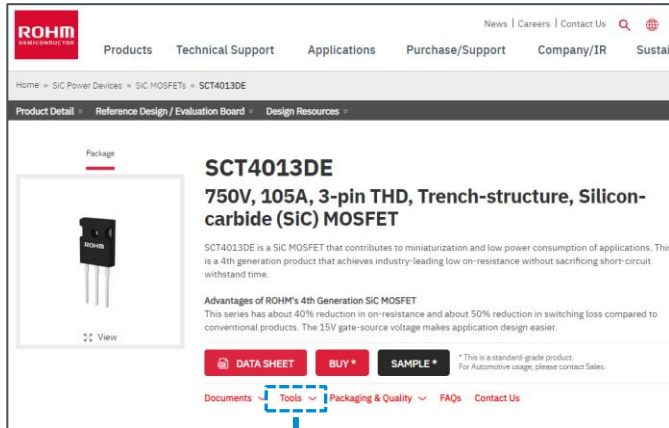 ROHM
SEMICONDUCTOR
News | Careers | Contact Us
Products Technical Support Applications Purchase/Support Company/IR Sustai
Home » SiC Power Devices » SiC MOSFETs » SCT4013DE
Product Detail Reference Design / Evaluation Board Design Resources
Package
ROHM
View
SCT4013DE
750V, 105A, 3-pin THD, Trench-structure, Silicon-
carbide (SiC) MOSFET
SCT4013DE is a SiC MOSFET that contributes to miniaturization and low power consumption of applications. This
is a 4th generation product that achieves industry-leading low on-resistance without sacrificing short-circuit
withstand time.
Advantages of ROHM's 4th Generation SiC MOSFET
This series has about 40% reduction in on-resistance and about 50% reduction in switching loss compared to
conventional products. The 15V gate-source voltage makes application design easier.
DATA SHEET BUY * SAMPLE *
* This is a standard-grade product.
For Automotive usage, please contact Sales.
Documents Tools Packaging & Quality FAQs Contact Us